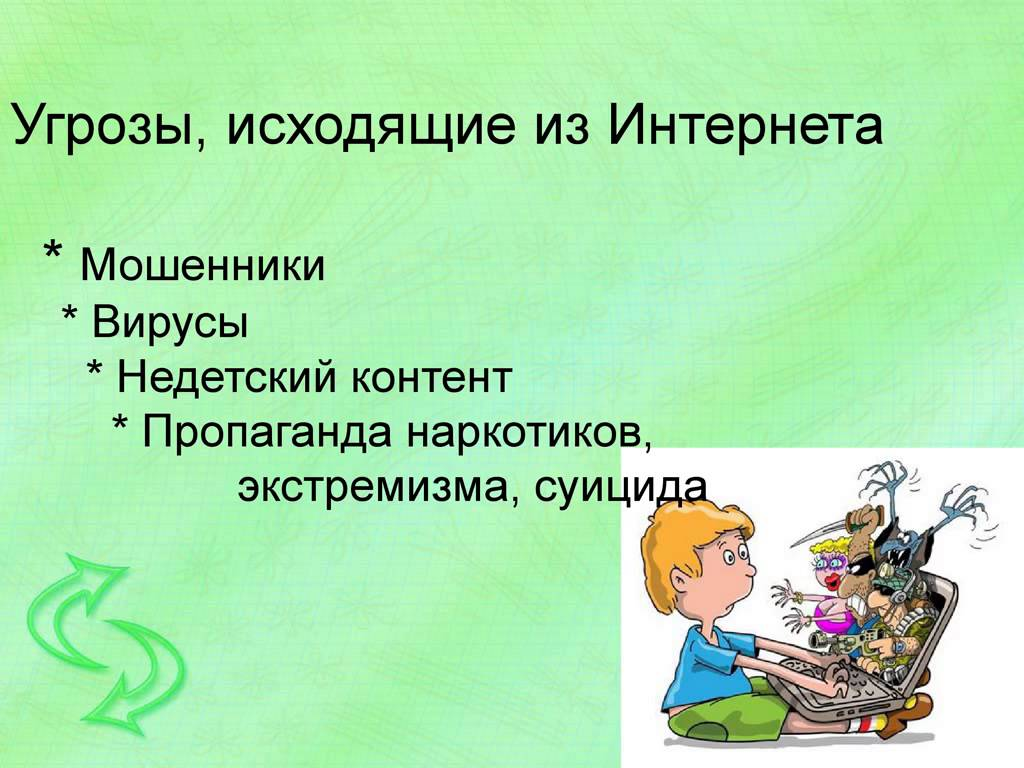 Угрозы, исходящие из Интернета
* Мошенники
* Вирусы
* Недетский контент
* Пропаганда наркотиков,
экстремизма, суицида